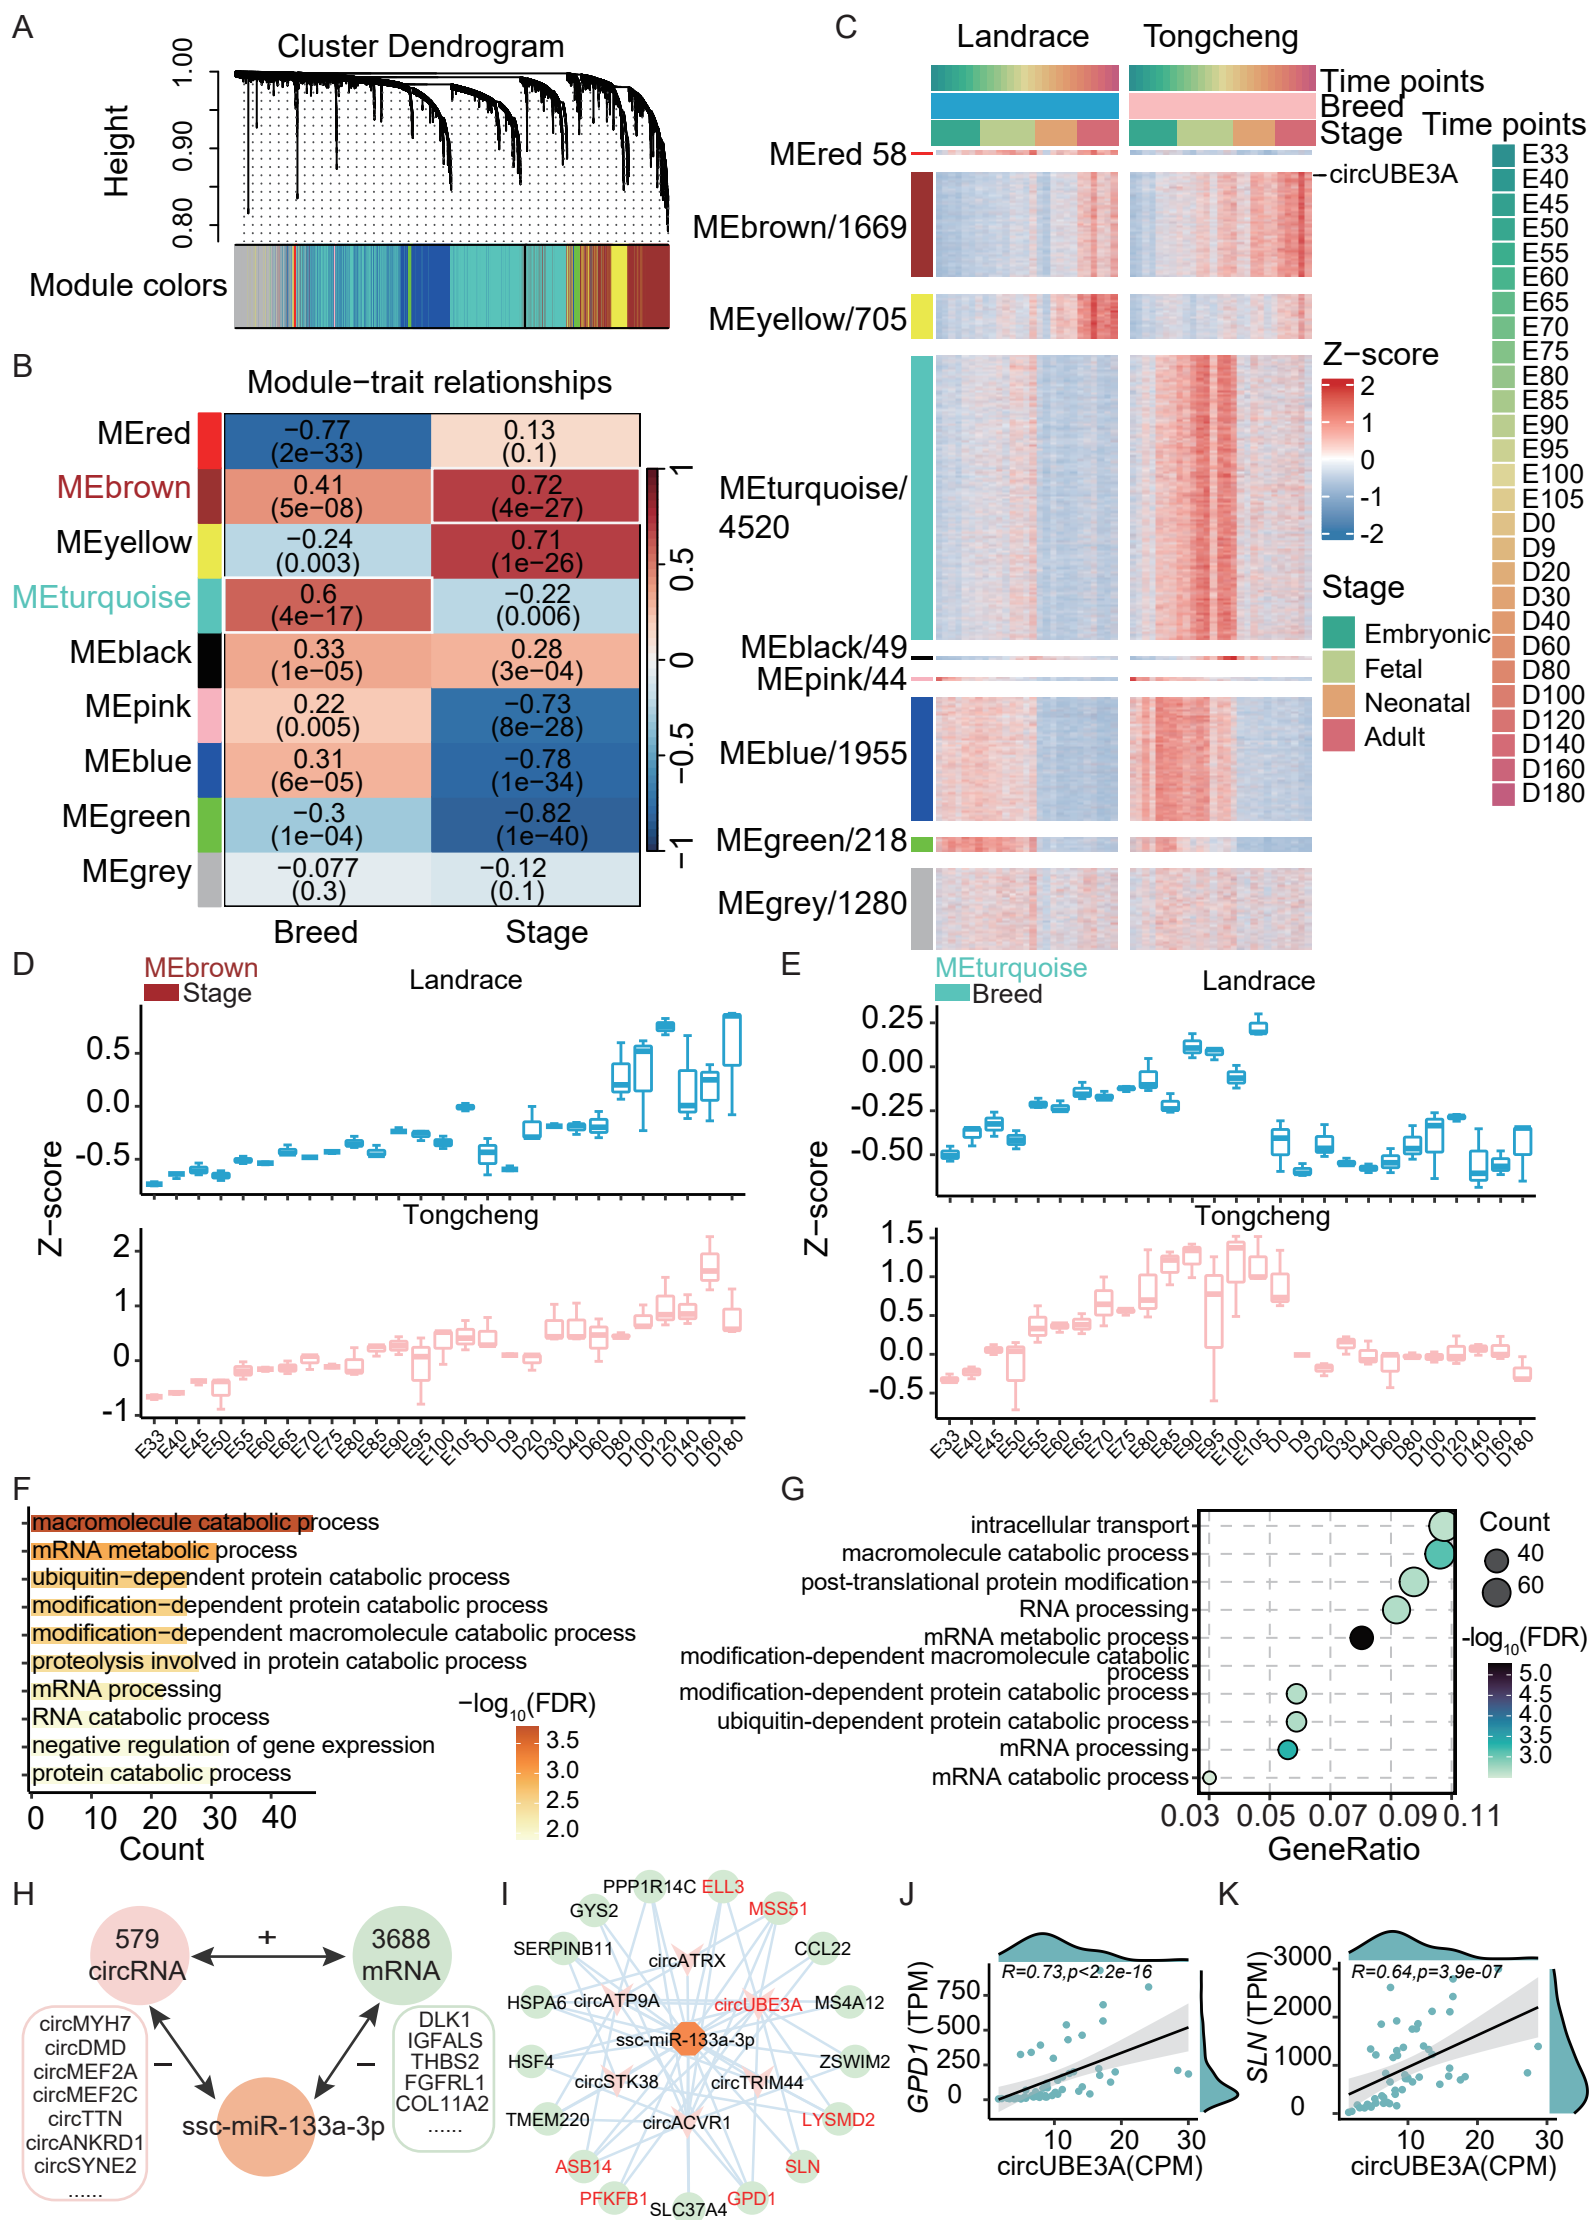 A
Cluster Dendrogram
Height
1.00
0.90
0.80
Module colors
B
Module−trait relationships
MEred
−0.77
(2e−33)
0.13
(0.1)
MEbrown
0.41
(5e−08)
0.72
(4e−27)
MEyellow
−0.24
(0.003)
0.71
(1e−26)
MEturquoise
0.6
(4e−17)
−0.22
(0.006)
MEblack
0.33
(1e−05)
0.28
(3e−04)
MEpink
0.22
(0.005)
−0.73
(8e−28)
MEblue
0.31
(6e−05)
−0.78
(1e−34)
MEgreen
−0.3
(1e−04)
−0.82
(1e−40)
MEgrey
−0.077
(0.3)
−0.12
(0.1)
Breed
Stage
1
0.5
0
−0.5
−1
C
Landrace
Tongcheng
Time points
Breed
Stage
MEred 58
circUBE3A
MEbrown/1669
MEyellow/705
MEturquoise/
4520
MEblack/49
MEpink/44
MEblue/1955
MEgreen/218
MEgrey/1280
Z−score
2
1
0
-1
-2
Stage
Embryonic
Fetal
Neonatal
Adult
Time points
E33
E40
E45
E50
E55
E60
E65
E70
E75
E80
E85
E90
E95
E100
E105
D0
D9
D20
D30
D40
D60
D80
D100
D120
D140
D160
D180
D
MEbrown
Stage
Landrace
0.5
0.0
-0.5
Z−score
Tongcheng
2
1
0
-1
E33
E40
E45
E50
E55
E60
E65
E70
E75
E80
E85
E90
E95
E100
E105
D0
D9
D20
D30
D40
D60
D80
D100
D120
D140
D160
D180
E
MEturquoise
Breed
Landrace
0.25
0.00
-0.25
-0.50
Z−score
Tongcheng
1.5
1.0
0.5
0.0
-0.5
E33
E40
E45
E50
E55
E60
E65
E70
E75
E80
E85
E90
E95
E100
E105
D0
D9
D20
D30
D40
D60
D80
D100
D120
D140
D160
D180
F
macromolecule catabolic process
mRNA metabolic process
ubiquitin−dependent protein catabolic process
modification−dependent protein catabolic process
modification−dependent macromolecule catabolic process
proteolysis involved in protein catabolic process
mRNA processing
RNA catabolic process
negative regulation of gene expression
protein catabolic process
0 10 20 30 40
Count
−log10(FDR)
3.5
3.0
2.5
2.0
G
intracellular transport
macromolecule catabolic process
post-translational protein modification
RNA processing
mRNA metabolic process
modification-dependent macromolecule catabolic
process
modification-dependent protein catabolic process
ubiquitin-dependent protein catabolic process
mRNA processing
mRNA catabolic process
0.03 0.05 0.07 0.09 0.11
GeneRatio
Count
40
60
-log10(FDR)
5.0
4.5
4.0
3.5
3.0
H
579
circRNA
+
3688
mRNA
−
−
ssc-miR-133a-3p
circMYH7
circDMD
circMEF2A
circMEF2C
circTTN
circANKRD1
circSYNE2
......
DLK1
IGFALS
THBS2
FGFRL1
COL11A2
......
I
PPP1R14C
ELL3
GYS2
MSS51
SERPINB11
circATRX
CCL22
HSPA6
circATP9A
circUBE3A
MS4A12
ssc-miR-133a-3p
HSF4
ZSWIM2
circSTK38
circTRIM44
TMEM220
circACVR1
LYSMD2
ASB14
SLN
PFKFB1
SLC37A4
GPD1
J
R=0.73,p<2.2e-16
GPD1 (TPM)
750
500
250
0
10 20 30
circUBE3A(CPM)
K
R=0.64,p=3.9e-07
SLN (TPM)
3000
2000
1000
0
10 20 30
circUBE3A(CPM)